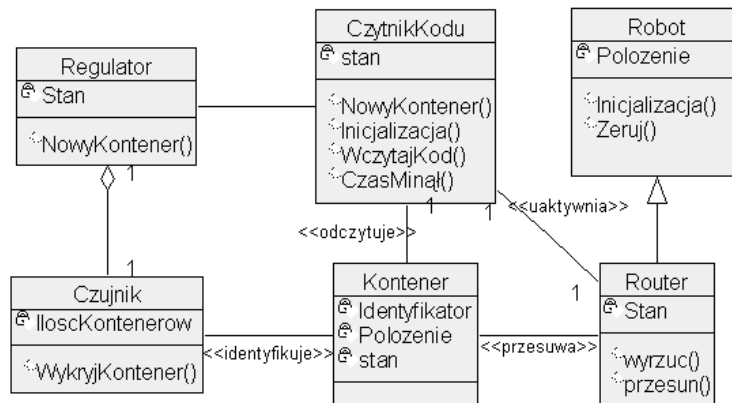 CzytnikKodu
stan
NowyKontener()
Inicjalizacja()
WczytajKod()
CzasMinął()
Robot
Polozenie
Inicjalizacja()
Zeruj()
Regulator
Stan
NowyKontener()
1
1
1
1
1
<<uaktywnia>>
<<odczytuje>>
Czujnik
IloscKontenerow
WykryjKontener()
<<identyfikuje>>
Kontener
Identyfikator
Polozenie
stan
<<przesuwa>>
Router
Stan
wyrzuc()
przesun()